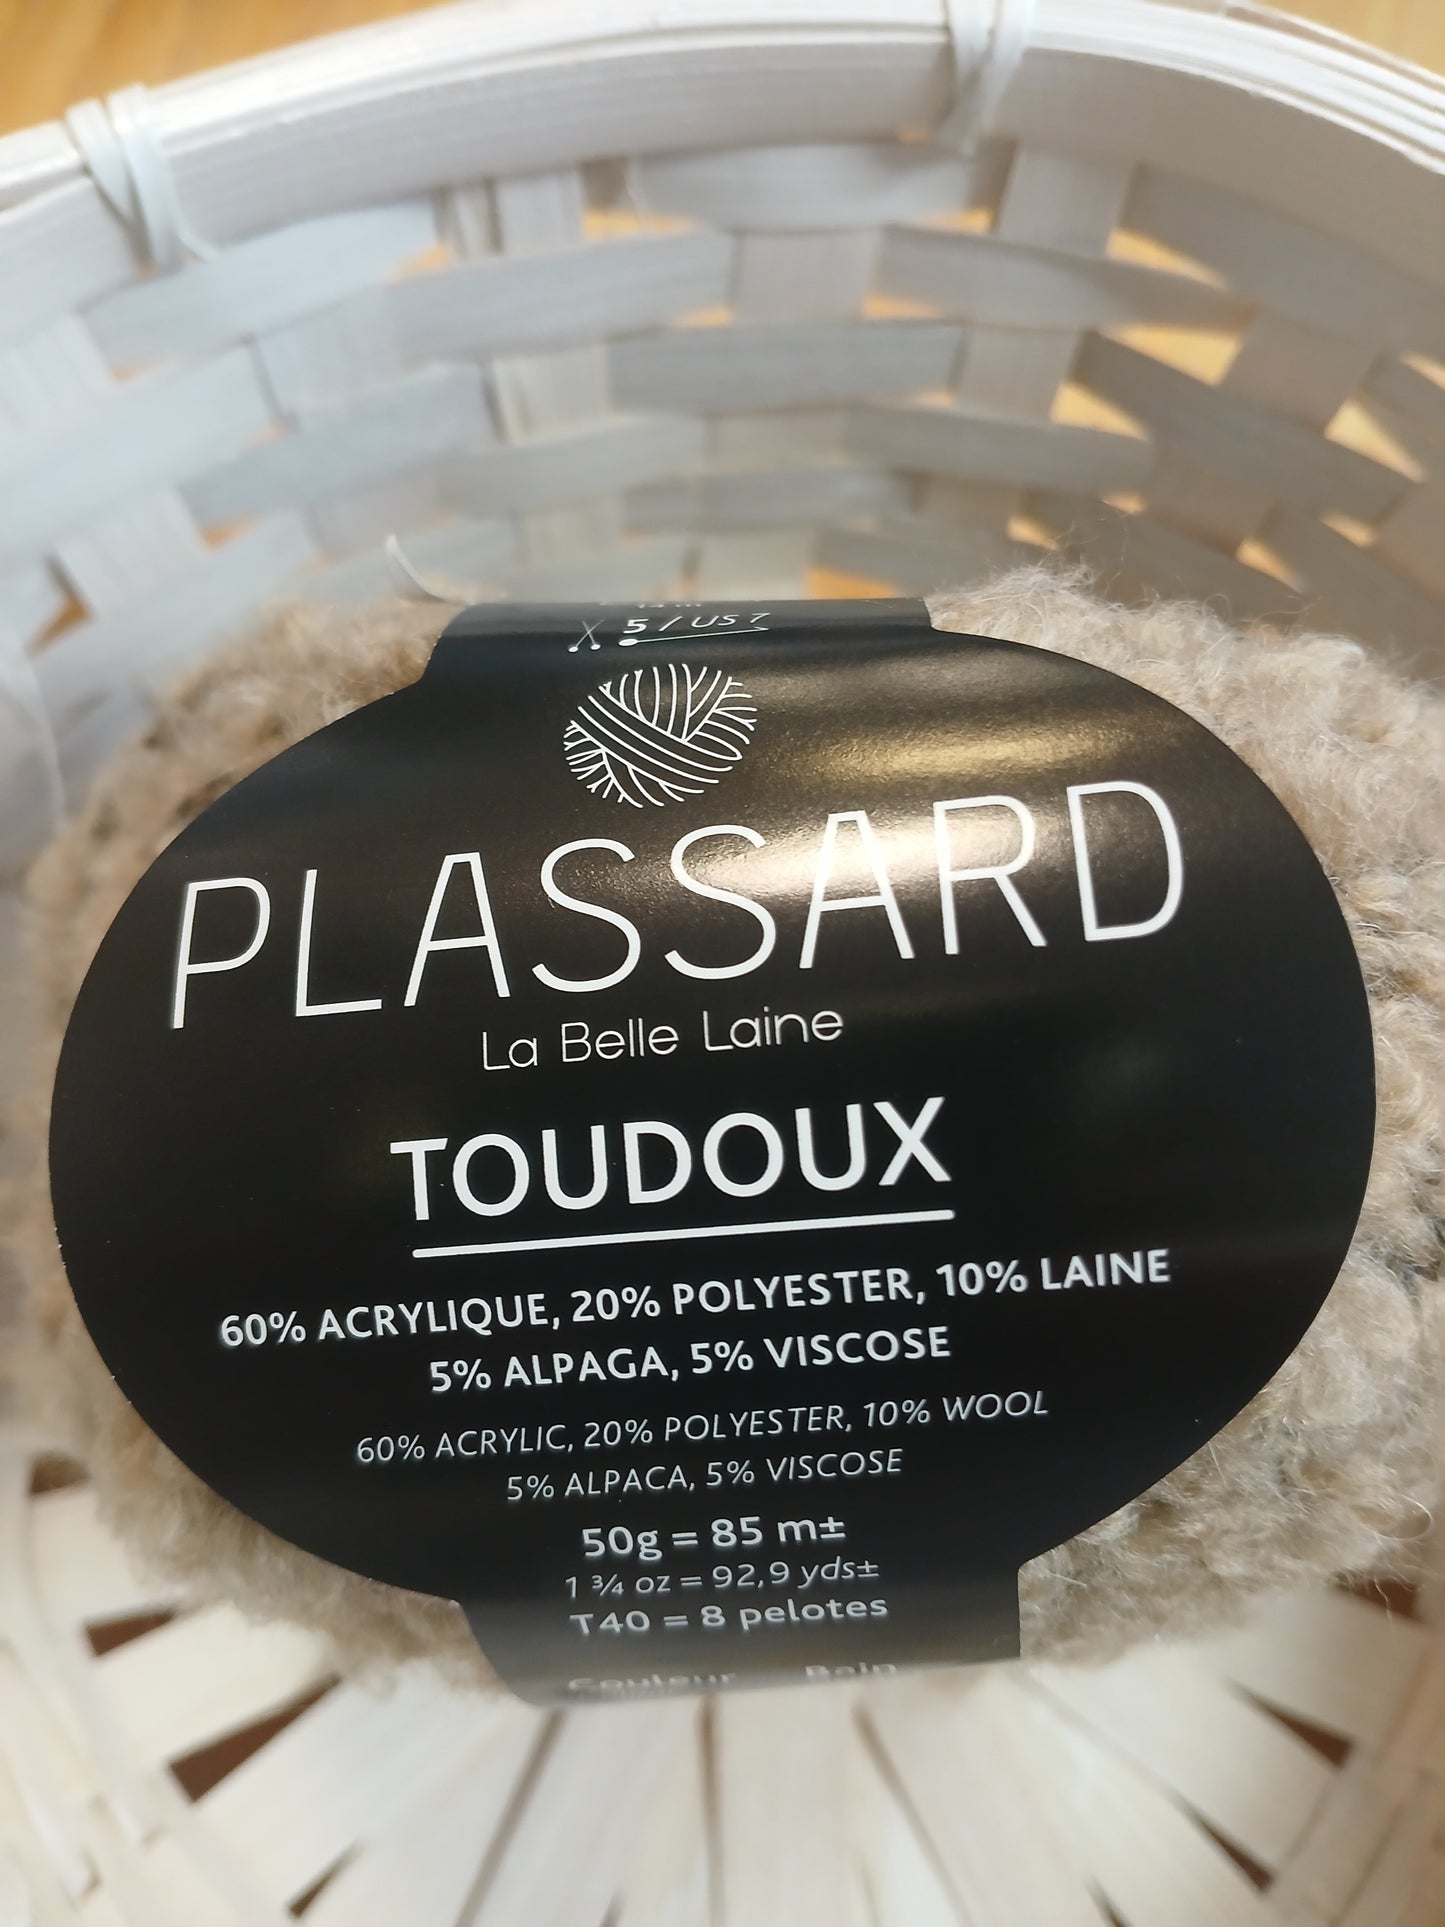 5 / US 7
PLASSARD
La Belle Laine
TOUDOUX
60% ACRYLIQUE, 20% POLYESTER, 10% LAINE
5% ALPAGA, 5% VISCOSE
60% ACRYLIC, 20% POLYESTER, 10% WOOL
5% ALPACA, 5% VISCOSE
50g = 85 m±
1 ¾ oz = 92,9 yds±
T40 = 8 pelotes
Couleur Bain